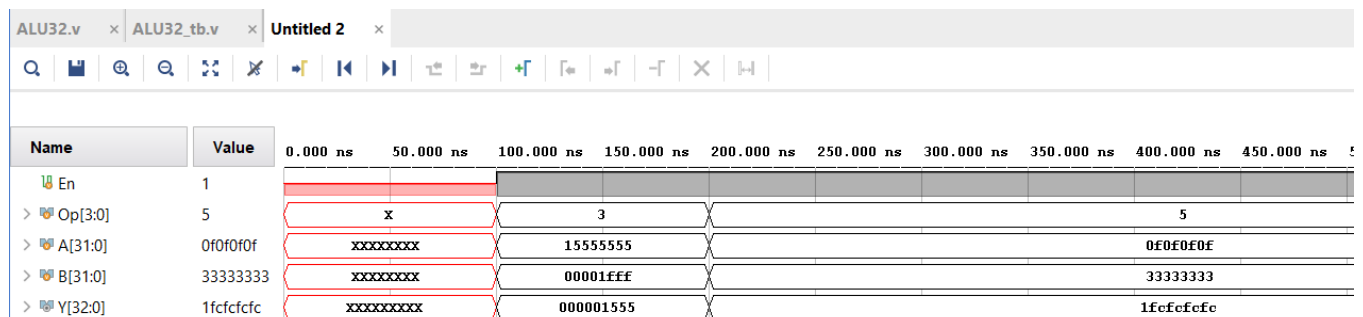 ALU32.v × ALU32_tb.v × Untitled 2 ×
Name Value 0.000 ns 50.000 ns 100.000 ns 150.000 ns 200.000 ns 250.000 ns 300.000 ns 350.000 ns 400.000 ns 450.000 ns 5
En 1
> Op[3:0] 5 x 3 5
> A[31:0] 0f0f0f0f xxxxxxxx 15555555 0f0f0f0f
> B[31:0] 33333333 xxxxxxxx 00001fff 33333333
> Y[32:0] 1fcfcfcfc xxxxxxxxx 000001555 1fcfcfcfc